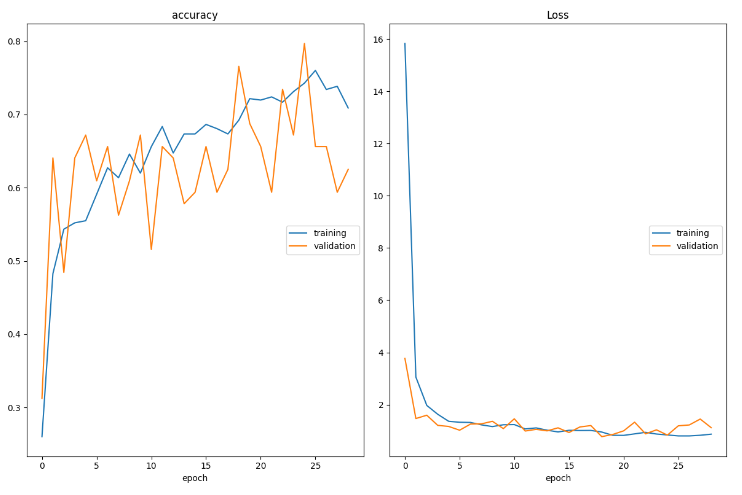 accuracy
0.8
0.7
0.6
0.5
0.4
0.3
training
validation
0 5 10 15 20 25
epoch
Loss
16
14
12
10
8
6
4
2
training
validation
0 5 10 15 20 25
epoch